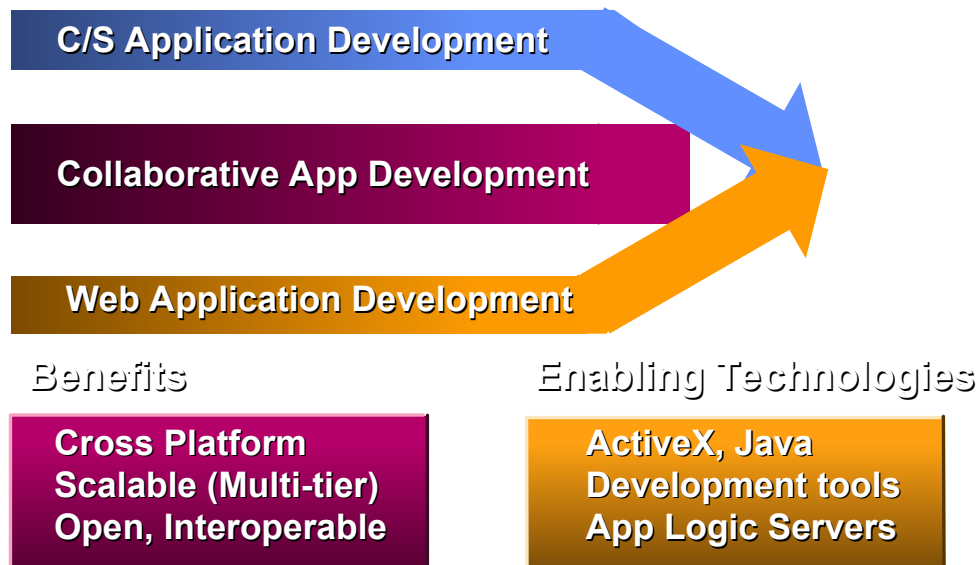 C/S Application Development
Collaborative App Development
Web Application Development
Benefits
Enabling Technologies
Cross Platform
Scalable (Multi-tier)
Open, Interoperable
ActiveX, Java
Development tools
App Logic Servers